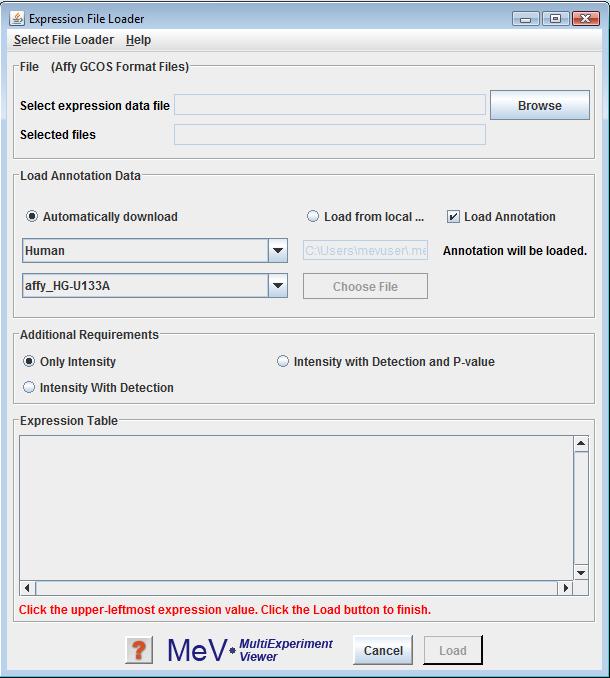 Expression File Loader
Select File Loader Help
File (Affy GCOS Format Files)
Select expression data file
Browse
Selected files
Load Annotation Data
Automatically download
Load from local ...
Load Annotation
Human
C:\Users\mevuser\.me
Annotation will be loaded.
affy_HG-U133A
Choose File
Additional Requirements
Only Intensity
Intensity with Detection and P-value
Intensity With Detection
Expression Table
Click the upper-leftmost expression value. Click the Load button to finish.
?
MeV
MultiExperiment
Viewer
Cancel
Load